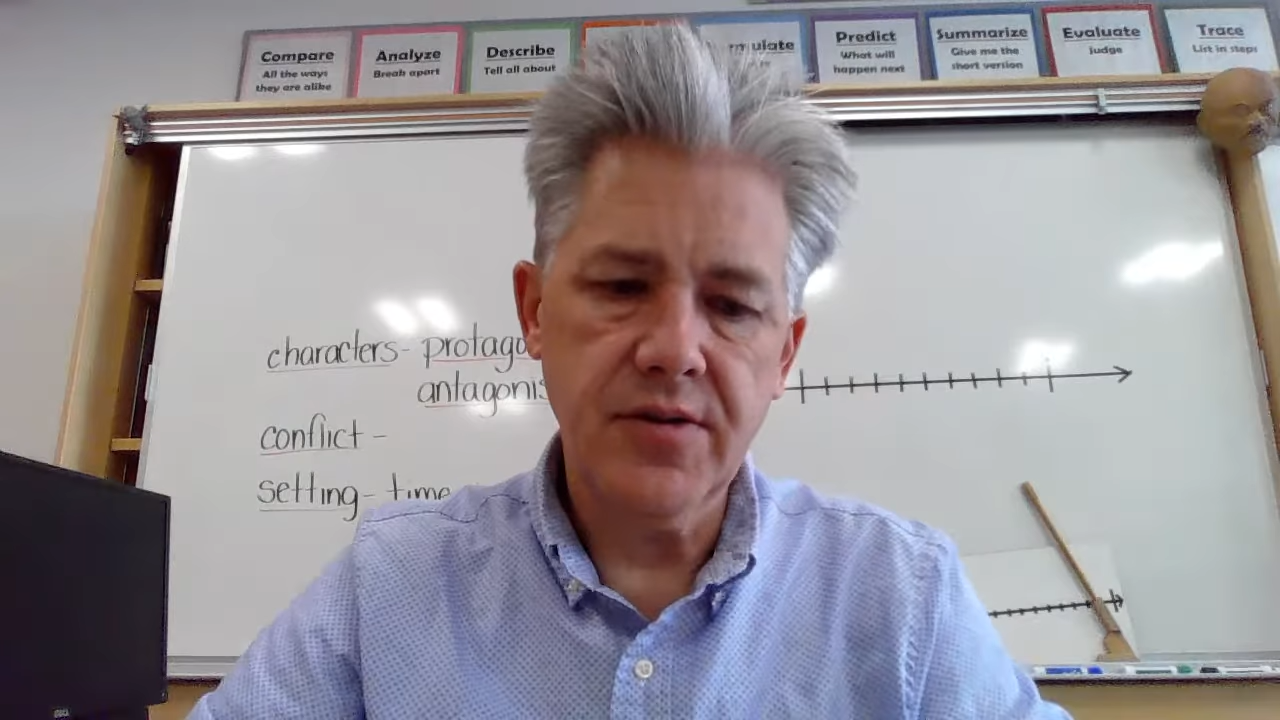 Compare
All the ways
they are alike
Analyze
Break apart
Describe
Tell all about
Predict
What will
happen next
Summarize
Give me the
short version
Evaluate
Judge
Trace
List in steps
characters-
conflict -
setting- time
DELL